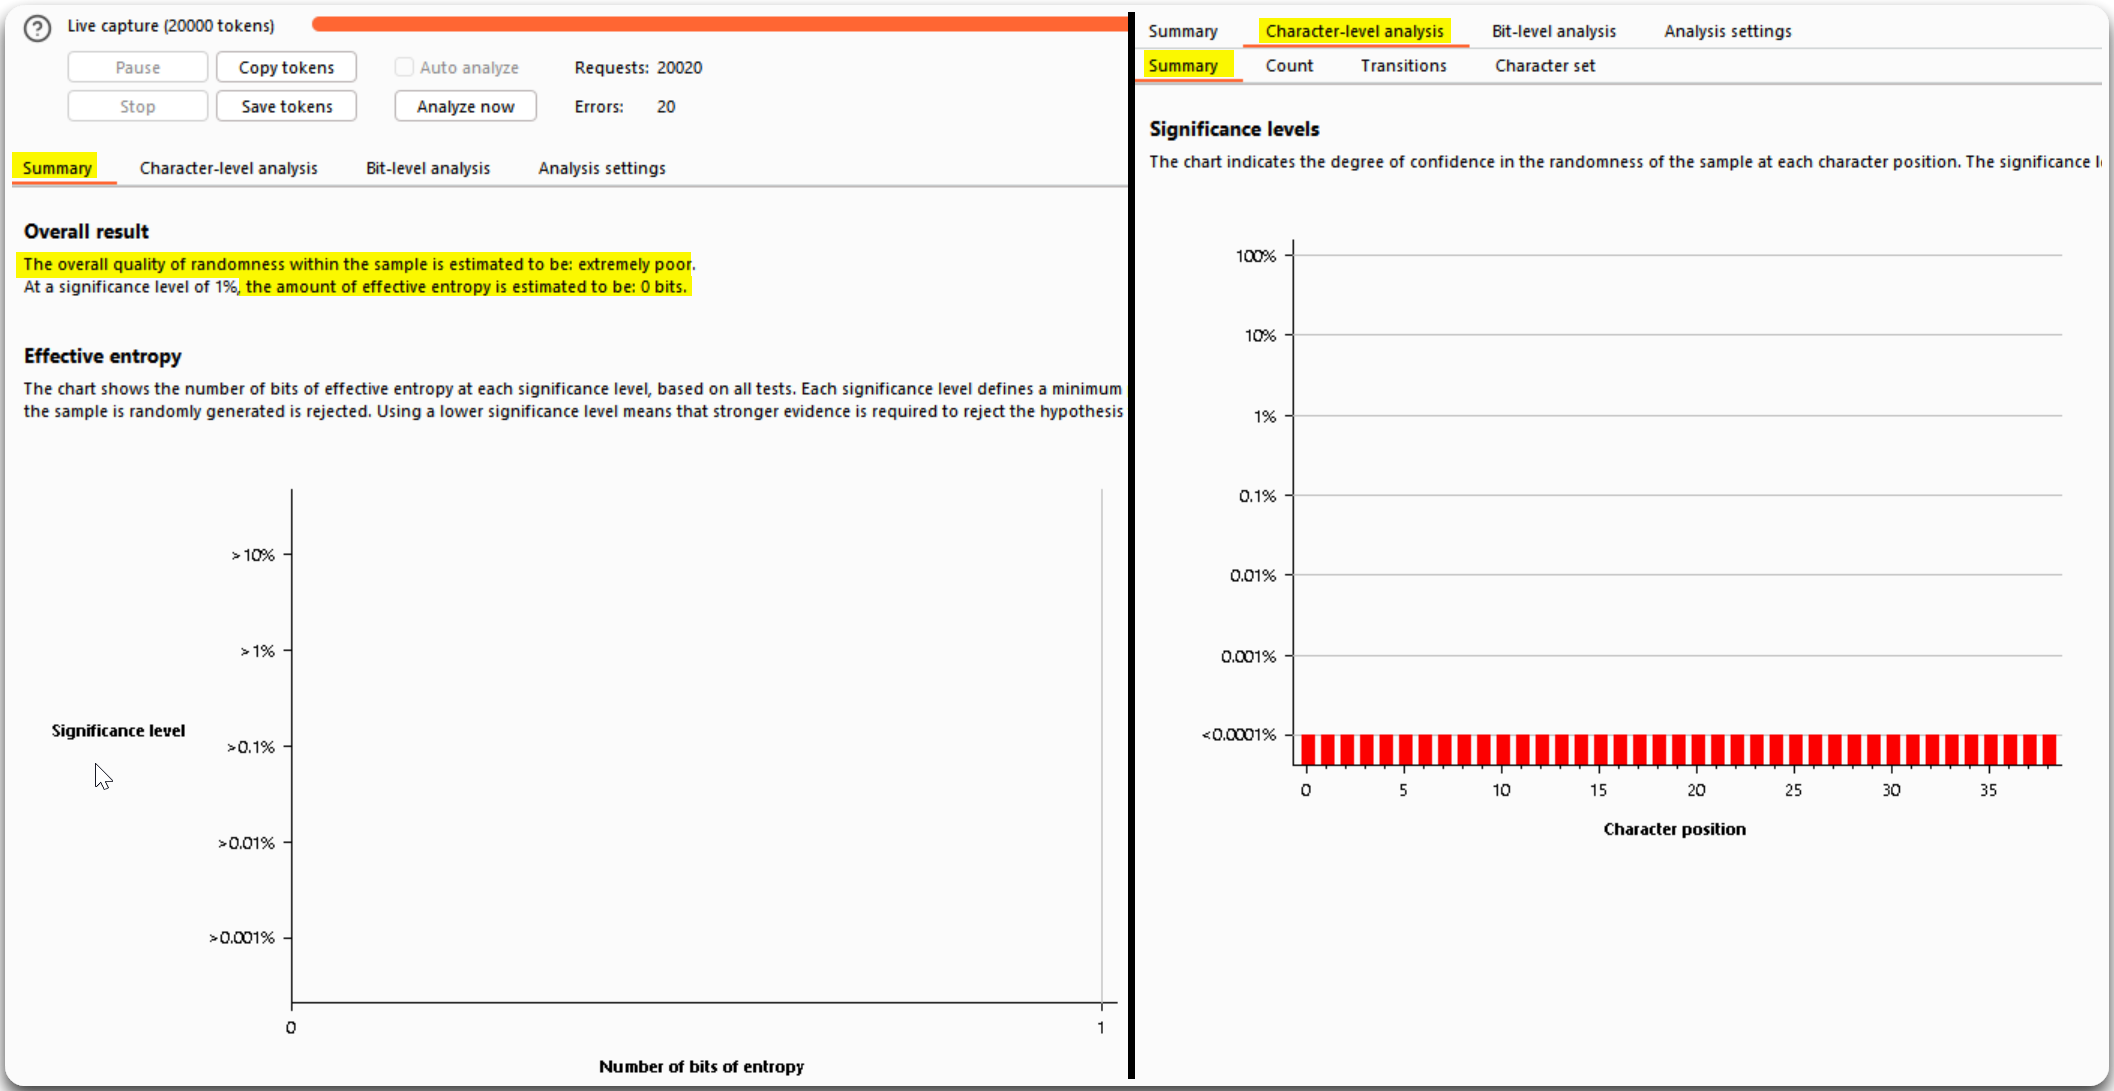 Live capture (20000 tokens)
Pause
Copy tokens
Auto analyze
Requests: 20020
Stop
Save tokens
Analyze now
Errors: 20
Summary
Character-level analysis
Bit-level analysis
Analysis settings
Overall result
The overall quality of randomness within the sample is estimated to be: extremely poor.
At a significance level of 1%, the amount of effective entropy is estimated to be: 0 bits.
Effective entropy
The chart shows the number of bits of effective entropy at each significance level, based on all tests. Each significance level defines a minimum
the sample is randomly generated is rejected. Using a lower significance level means that stronger evidence is required to reject the hypothesis
>10%
>1%
Significance level
>0.1%
>0.01%
>0.001%
0
1
Number of bits of entropy
Summary
Character-level analysis
Bit-level analysis
Analysis settings
Summary
Count
Transitions
Character set
Significance levels
The chart indicates the degree of confidence in the randomness of the sample at each character position. The significance l
100%
10%
1%
0.1%
0.01%
0.001%
<0.0001%
0 5 10 15 20 25 30 35
Character position